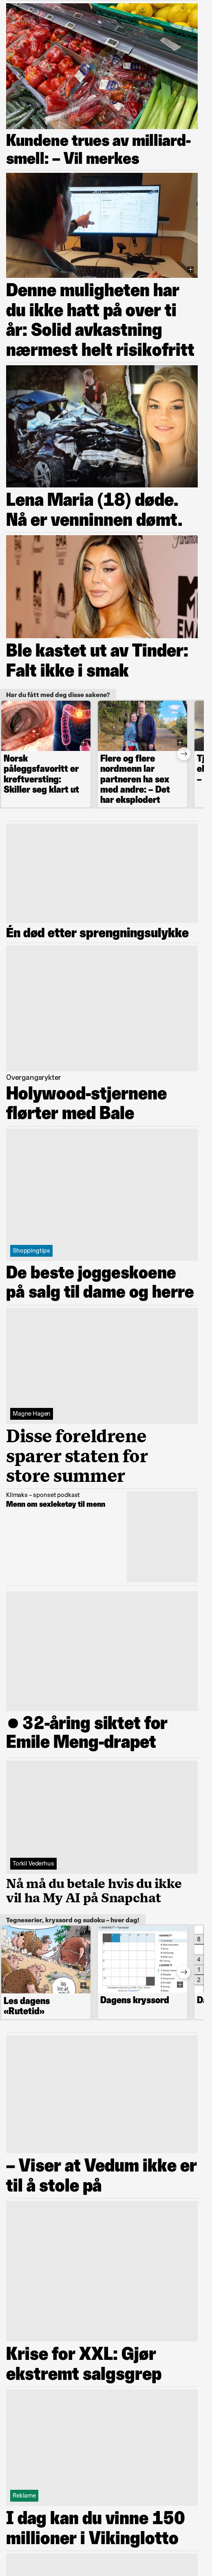 Kundene trues av milliard-
smell: – Vil merkes
Denne muligheten har
du ikke hatt på over ti
år: Solid avkastning
nærmest helt risikofritt
Lena Maria (18) døde.
Nå er venninnen dømt.
Ble kastet ut av Tinder:
Falt ikke i smak
Har du fått med deg disse sakene?
Norsk
påleggsfavoritt er
kreftversting:
Skiller seg klart ut
Flere og flere
nordmenn lar
partneren ha sex
med andre: – Det
har eksplodert
Én død etter sprengningsulykke
Overgangsrykter
Holywood-stjernene
flørter med Bale
Shoppingtips
De beste joggeskoene
på salg til dame og herre
Magne Hagen
Disse foreldrene
sparer staten for
store summer
Klimaks – sponset podkast
Menn om sexleketøy til menn
● 32-åring siktet for
Emile Meng-drapet
Torkil Vederhus
Nå må du betale hvis du ikke
vil ha My AI på Snapchat
Tegneserier, kryssord og sudoku – hver dag!
Les dagens
«Rutetid»
Dagens kryssord
– Viser at Vedum ikke er
til å stole på
Krise for XXL: Gjør
ekstremt salgsgrep
Reklame
I dag kan du vinne 150
millioner i Vikinglotto